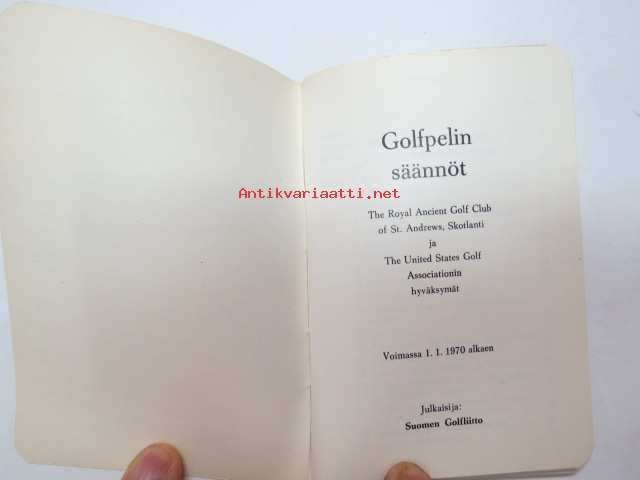 Golfpelin
säännöt
Antikvariaatti.net
The Royal Ancient Golf Club
of St. Andrews, Skotlanti
ja
The United States Golf
Associationin
hyväksymät
Voimassa 1. 1. 1970 alkaen
Julkaisija:
Suomen Golfliitto